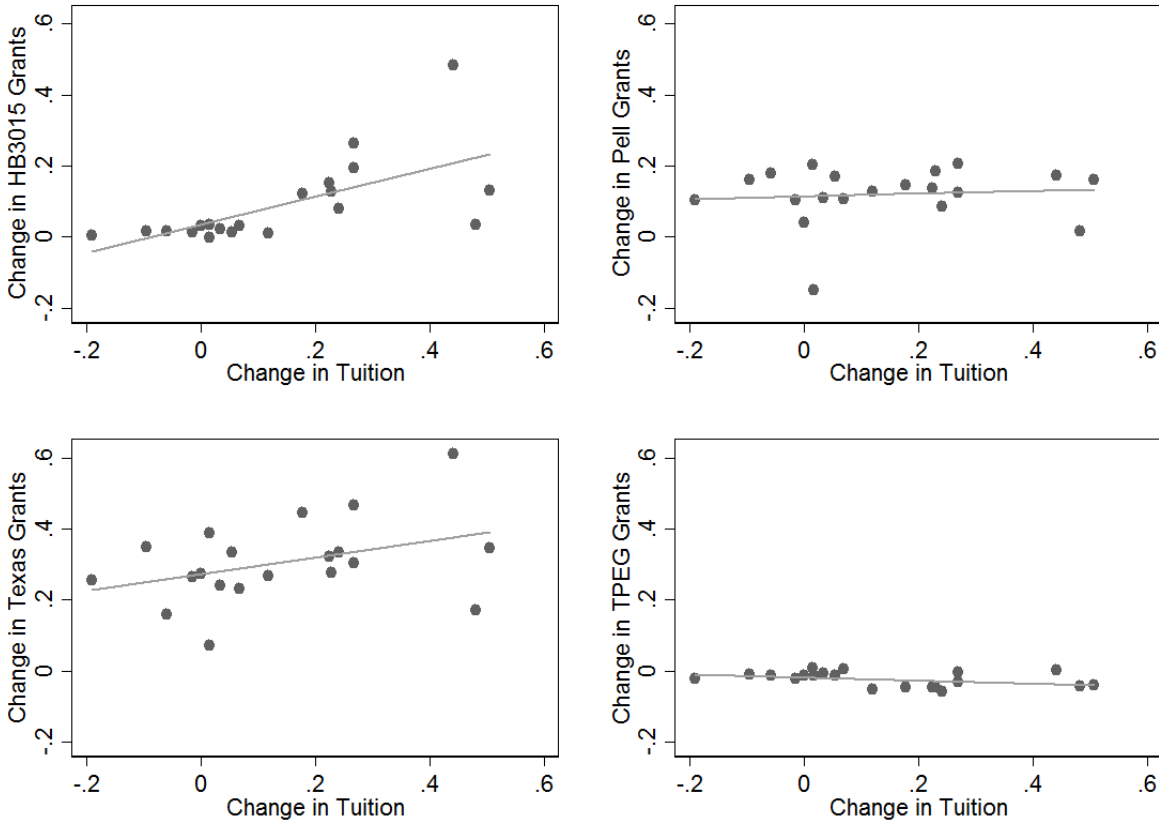 Change in HB3015 Grants
.6
.4
.2
0
-.2
-.2 0 .2 .4 .6
Change in Tuition
Change in Pell Grants
.6
.4
.2
0
-.2
-.2 0 .2 .4 .6
Change in Tuition
Change in Texas Grants
.6
.4
.2
0
-.2
-.2 0 .2 .4 .6
Change in Tuition
Change in TPEG Grants
.6
.4
.2
0
-.2
-.2 0 .2 .4 .6
Change in Tuition